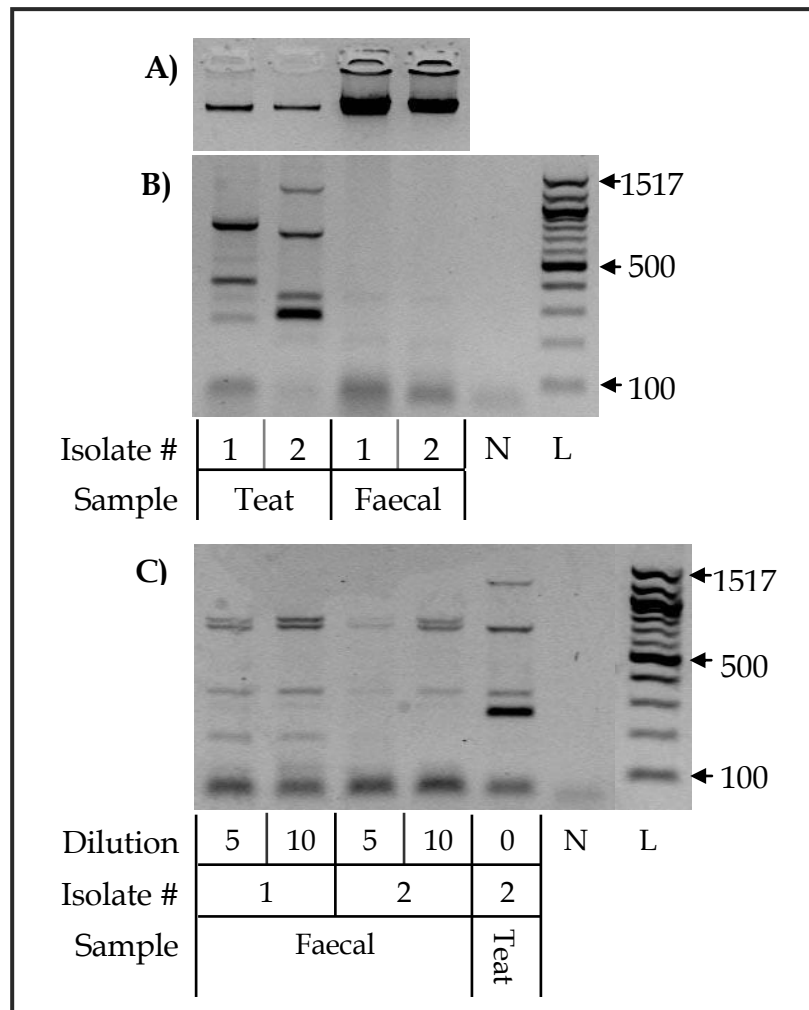 A)
B)
1517
500
100
Isolate # 1 2 1 2 N L
Sample Teat Faecal
C)
1517
500
100
Dilution 5 10 5 10 0 N L
Isolate # 1 2 2
Sample Faecal Teat